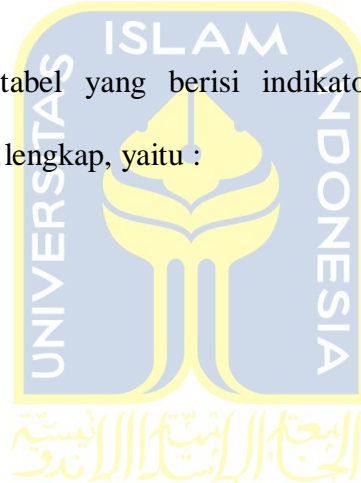 ISLAM
UNIVERSITAS
INDONESIA
tabel yang berisi indikato
lengkap, yaitu :